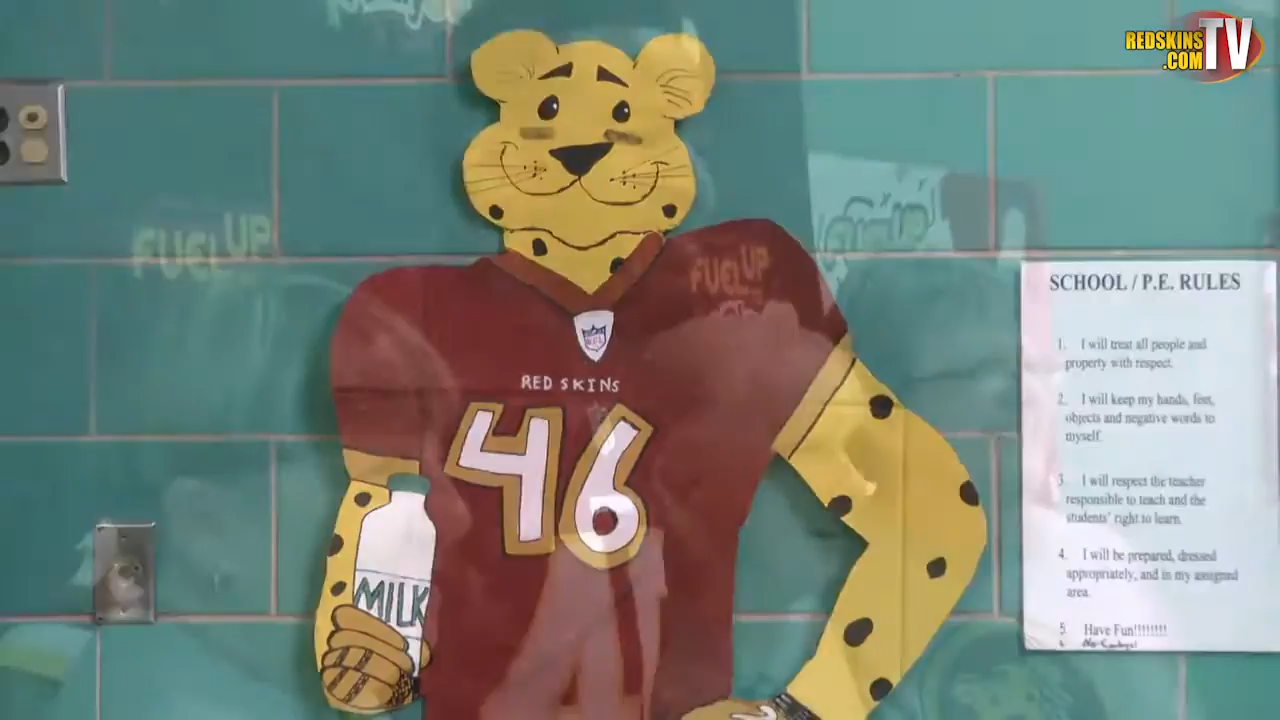 REDSKINS
.COM
TV
FUEL UP
FUEL UP
FUEL UP
NFL
RED SKINS
46
MILK
SCHOOL / P.E. RULES
1. I will treat all people and
property with respect.
2. I will keep my hands, feet,
objects and negative words to
myself.
3. I will respect the teacher
responsible to teach and the
students' right to learn.
4. I will be prepared, dressed
appropriately, and in my assigned
area.
5. Have Fun!!!!!!!!